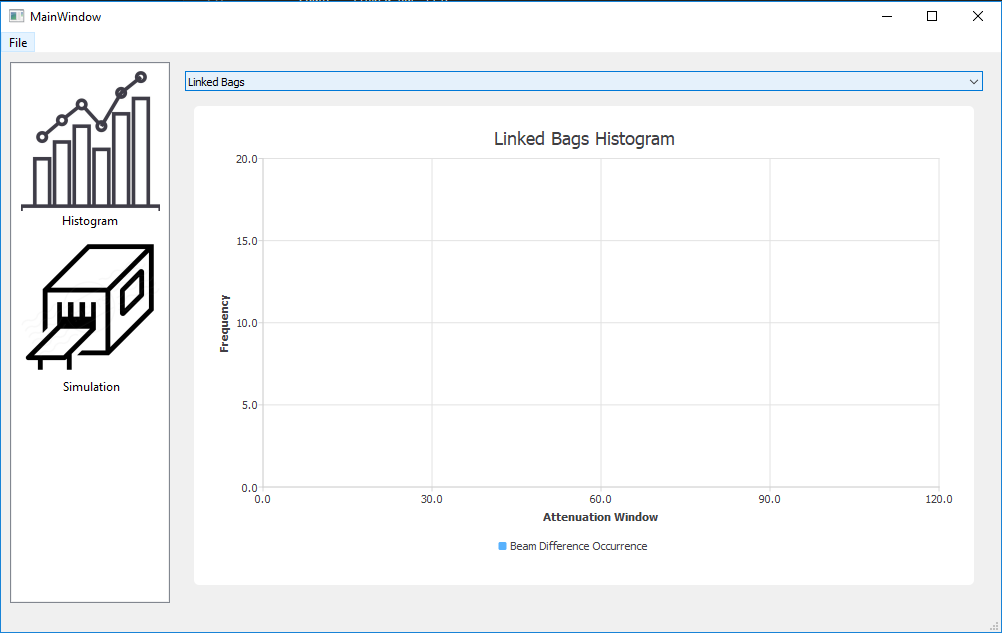 MainWindow
File
Histogram
Simulation
Linked Bags
Linked Bags Histogram
20.0
15.0
10.0
5.0
0.0
Frequency
0.0 30.0 60.0 90.0 120.0
Attenuation Window
Beam Difference Occurrence